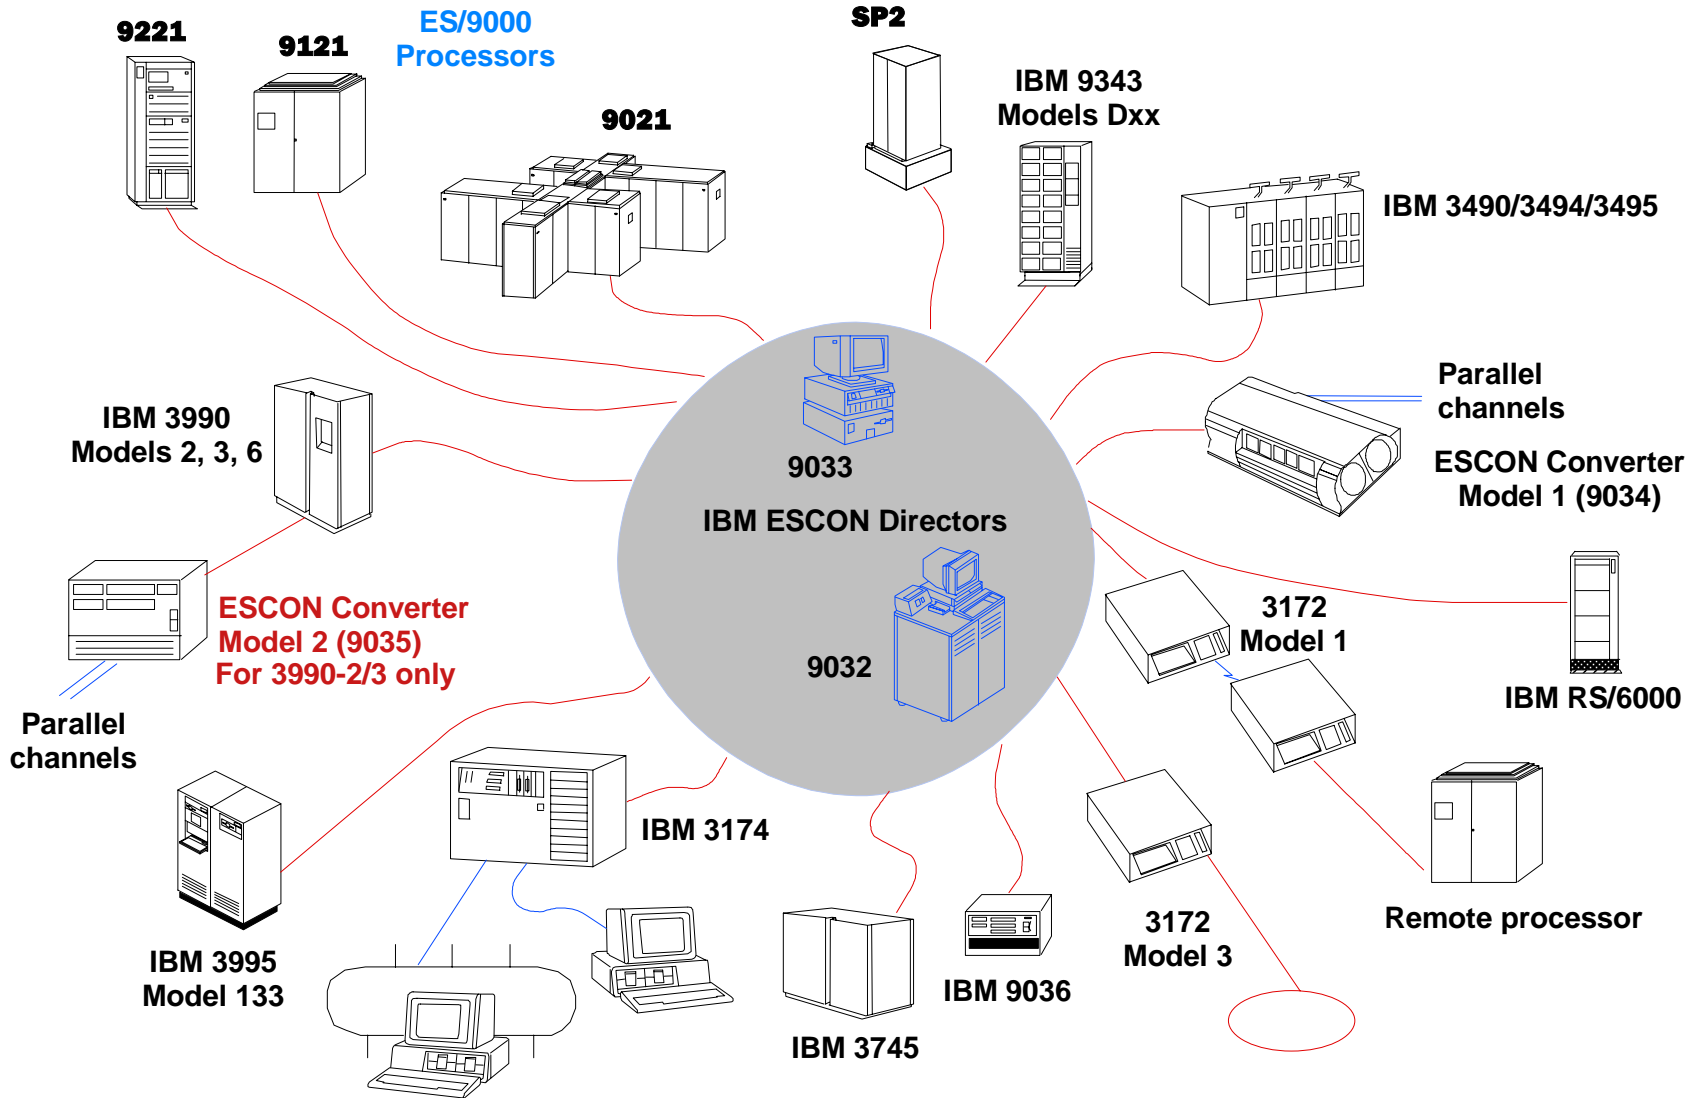 9221
9121
ES/9000
Processors
9021
SP2
IBM 9343
Models Dxx
IBM 3490/3494/3495
Parallel
channels
ESCON Converter
Model 1 (9034)
IBM 3990
Models 2, 3, 6
9033
IBM ESCON Directors
9032
ESCON Converter
Model 2 (9035)
For 3990-2/3 only
Parallel
channels
3172
Model 1
IBM RS/6000
IBM 3174
Remote processor
3172
Model 3
IBM 3995
Model 133
IBM 9036
IBM 3745